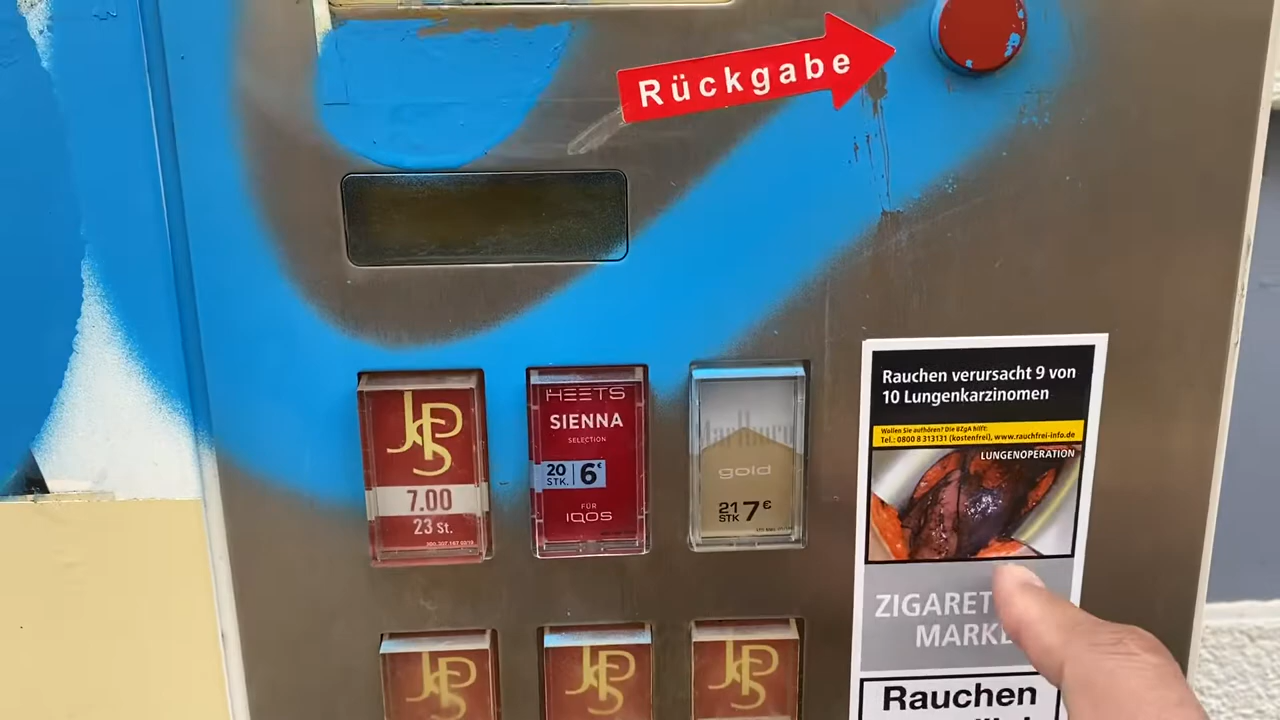 Rückgabe
JPS
7.00
23 St.
HEETS
SIENNA
SELECTION
20 STK. 6€
FÜR
IQOS
Marlboro
gold
21 STK 7€
Rauchen verursacht 9 von
10 Lungenkarzinomen
Wollen Sie aufhören? Die BZgA hilft:
Tel.: 0800 8 313131 (kostenfrei), www.rauchfrei-info.de
LUNGENOPERATION
ZIGARET
MARKE
JPS
JPS
JPS
Rauchen